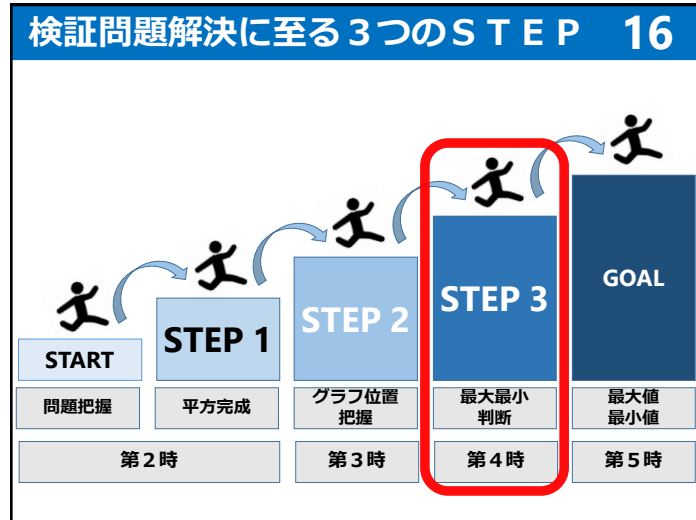 検証問題解決に至る３つのＳＴＥＰ 16
START
STEP 1
STEP 2
STEP 3
GOAL
問題把握
平方完成
グラフ位置
把握
最大最小
判断
最大値
最小値
第２時
第３時
第４時
第５時